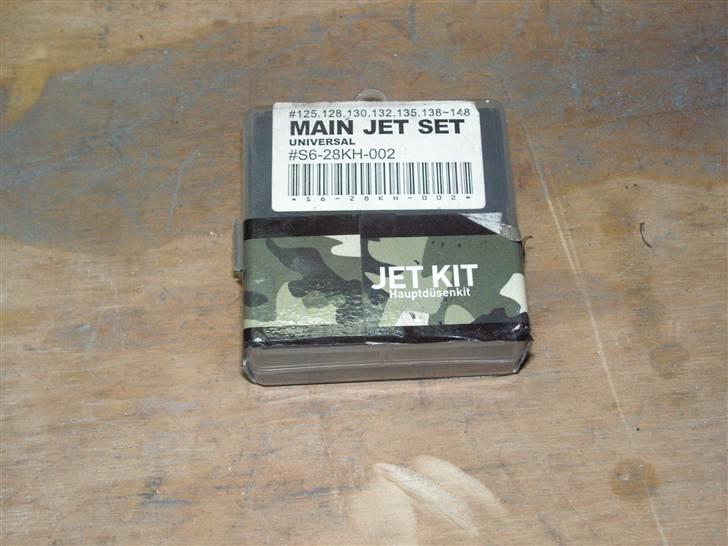 #125.128.130.132.135.138~148
MAIN JET SET
UNIVERSAL
#S6-28KH-002
*S6-28KH-002*
JET KIT
Hauptdüsenkit